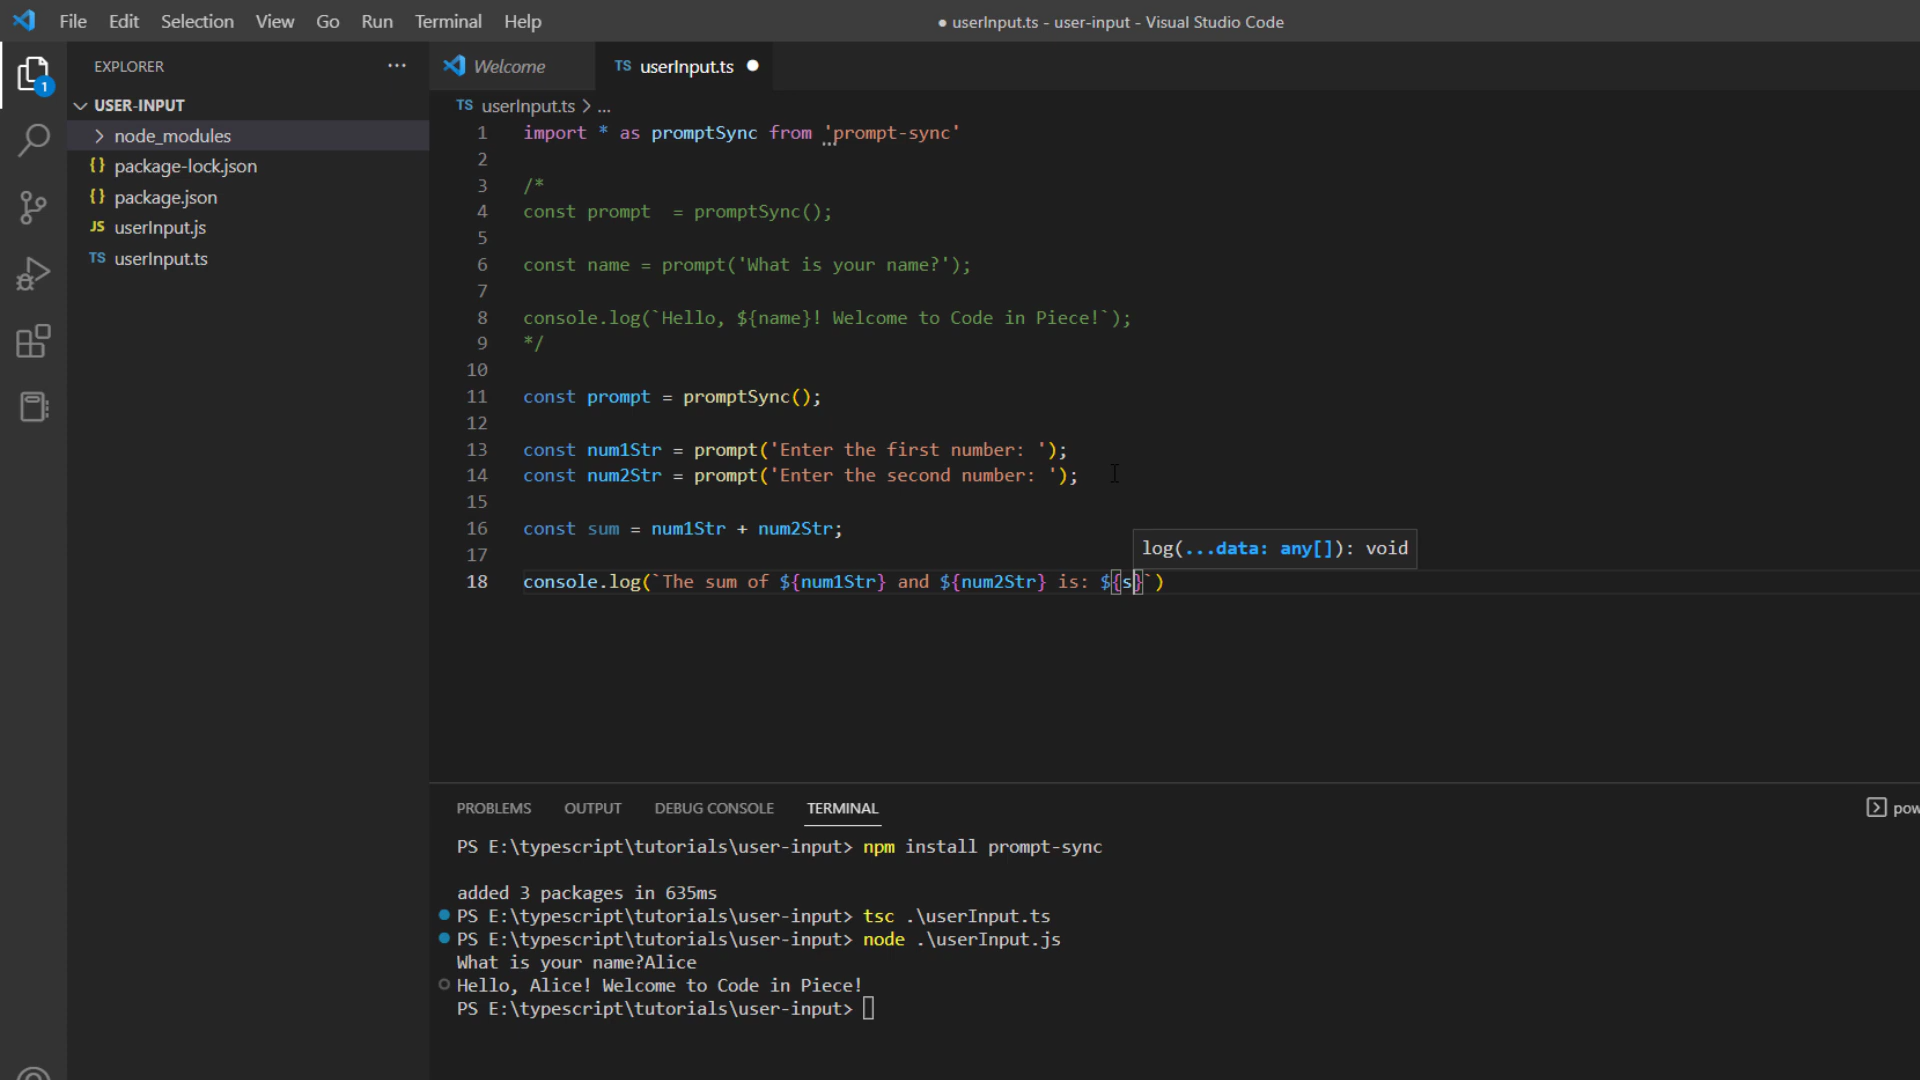 File Edit Selection View Go Run Terminal Help
● userInput.ts - user-input - Visual Studio Code
1
EXPLORER ...
USER-INPUT
node_modules
{} package-lock.json
{} package.json
JS userInput.js
TS userInput.ts
Welcome
TS userInput.ts ●
TS userInput.ts > ...
1 import * as promptSync from 'prompt-sync'
2
3 /*
4 const prompt  = promptSync();
5
6 const name = prompt('What is your name?');
7
8 console.log(`Hello, ${name}! Welcome to Code in Piece!`);
9 */
10
11 const prompt = promptSync();
12
13 const num1Str = prompt('Enter the first number: ');
14 const num2Str = prompt('Enter the second number: ');
15
16 const sum = num1Str + num2Str;
17
log(...data: any[]): void
18 console.log(`The sum of ${num1Str} and ${num2Str} is: ${s}`)
PROBLEMS OUTPUT DEBUG CONSOLE TERMINAL
pow
PS E:\typescript\tutorials\user-input> npm install prompt-sync
added 3 packages in 635ms
PS E:\typescript\tutorials\user-input> tsc .\userInput.ts
PS E:\typescript\tutorials\user-input> node .\userInput.js
What is your name?Alice
Hello, Alice! Welcome to Code in Piece!
PS E:\typescript\tutorials\user-input>